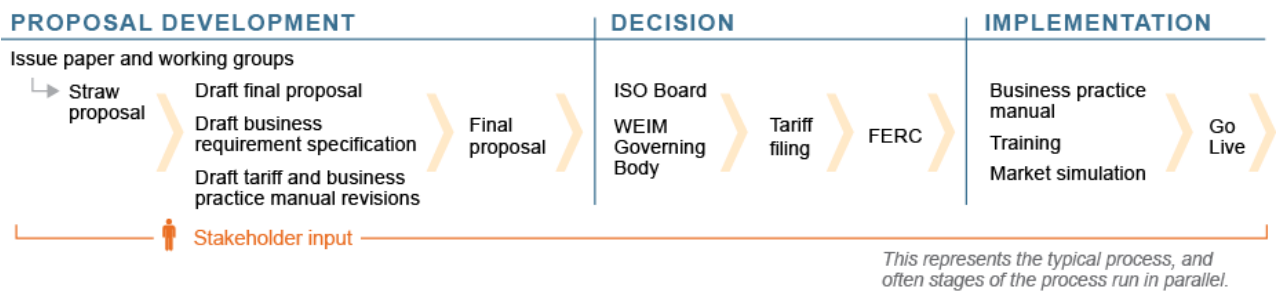 PROPOSAL DEVELOPMENT
Issue paper and working groups
Straw
proposal
Draft final proposal
Draft business
requirement specification
Draft tariff and business
practice manual revisions
Final
proposal
DECISION
ISO Board
WEIM
Governing
Body
Tariff
filing
FERC
IMPLEMENTATION
Business practice
manual
Training
Market simulation
Go
Live
Stakeholder input
This represents the typical process, and
often stages of the process run in parallel.